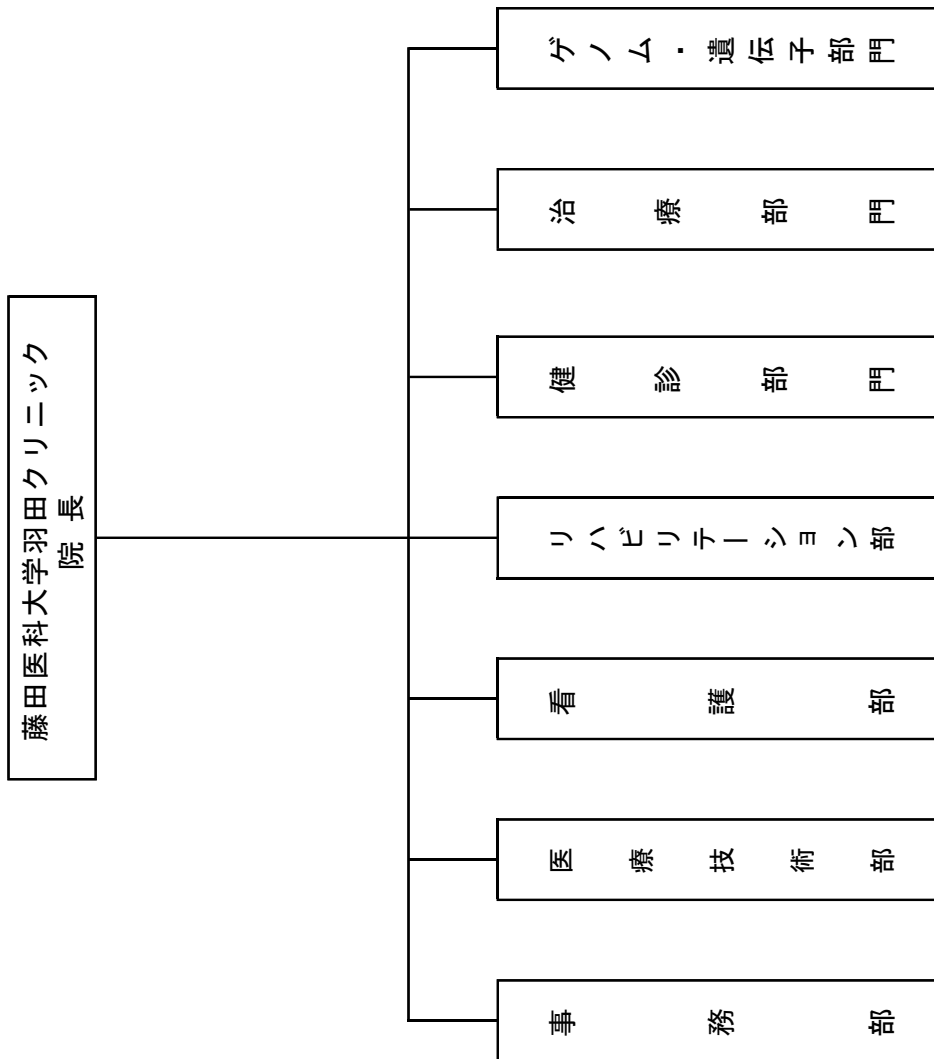 藤田医科大学羽田クリニック
院長
ゲノム・遺伝子部門
治療部門
健診部門
リハビリテーション部
看護部
医療技術部
事務部